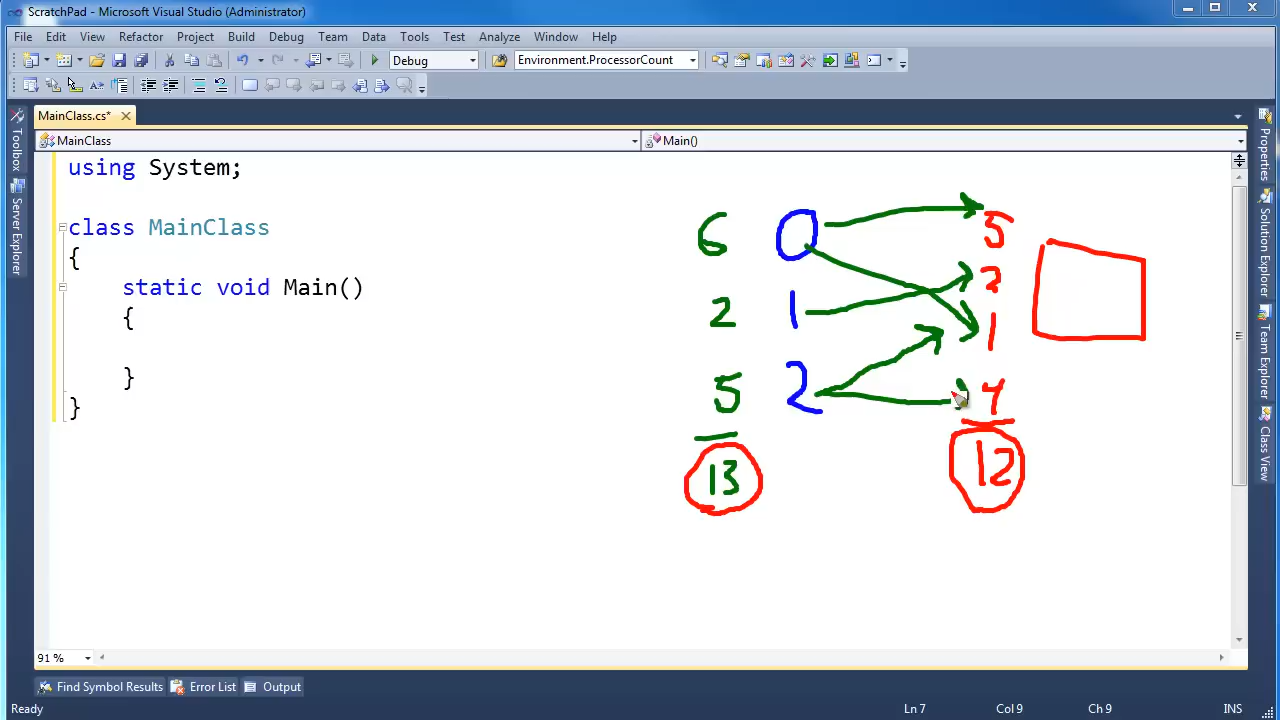 ScratchPad - Microsoft Visual Studio (Administrator)
File Edit View Refactor Project Build Debug Team Data Tools Test Analyze Window Help
Debug Environment.ProcessorCount
MainClass.cs*
MainClass Main()
using System;
class MainClass
{
static void Main()
{
}
}
6 0 5
2
2 1 1
5 2 4
13 12
Toolbox
Server Explorer
Properties
Solution Explorer
Team Explorer
Class View
91 %
Find Symbol Results Error List Output
Ready Ln 7 Col 9 Ch 9 INS